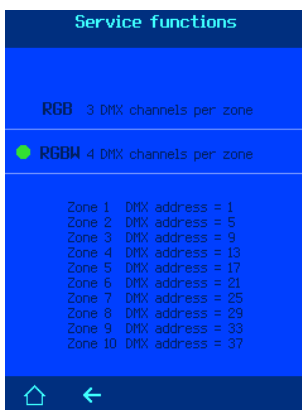 Service functions
RGB 3 DMX channels per zone
RGBW 4 DMX channels per zone
Zone 1 DMX address = 1
Zone 2 DMX address = 5
Zone 3 DMX address = 9
Zone 4 DMX address = 13
Zone 5 DMX address = 17
Zone 6 DMX address = 21
Zone 7 DMX address = 25
Zone 8 DMX address = 29
Zone 9 DMX address = 33
Zone 10 DMX address = 37